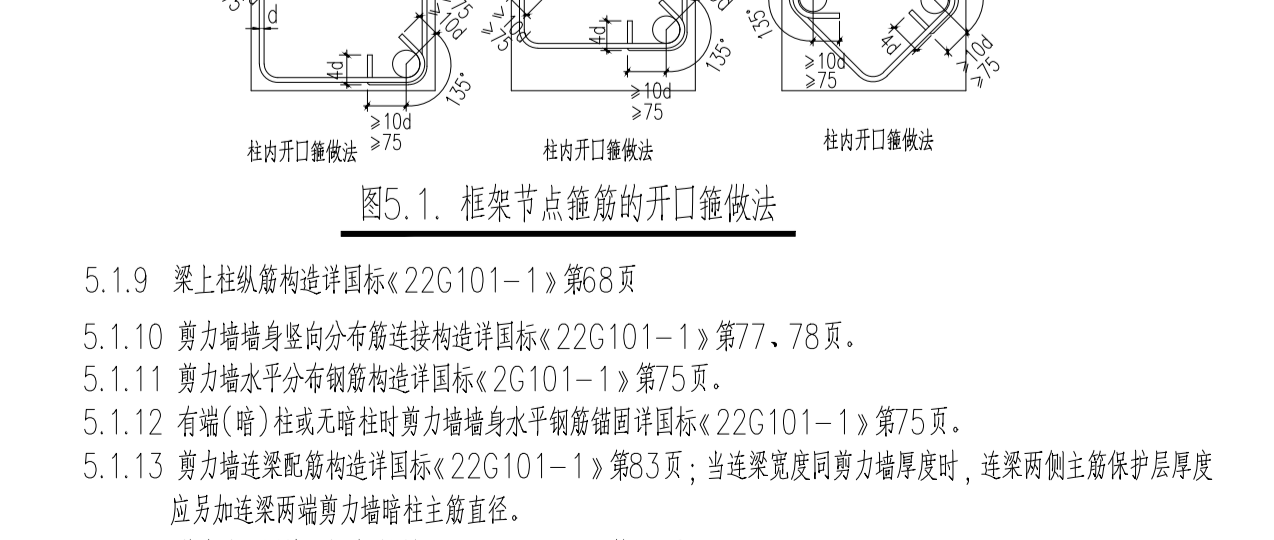 d
≥75
≥10d
4d
135°
≥10d
≥75
柱内开口箍做法
≥10d
≥75
4d
135°
≥10d
≥75
柱内开口箍做法
135°
≥10d
≥75
4d
≥10d
≥75
柱内开口箍做法
图5.1. 框架节点箍筋的开口箍做法
5.1.9 梁上柱纵筋构造详国标《22G101-1》第68页
5.1.10 剪力墙墙身竖向分布筋连接构造详国标《22G101-1》第77、78页。
5.1.11 剪力墙水平分布钢筋构造详国标《2G101-1》第75页。
5.1.12 有端(暗)柱或无暗柱时剪力墙墙身水平钢筋锚固详国标《22G101-1》第75页。
5.1.13 剪力墙连梁配筋构造详国标《22G101-1》第83页；当连梁宽度同剪力墙厚度时，连梁两侧主筋保护层厚度
应另加连梁两端剪力墙暗柱主筋直径。